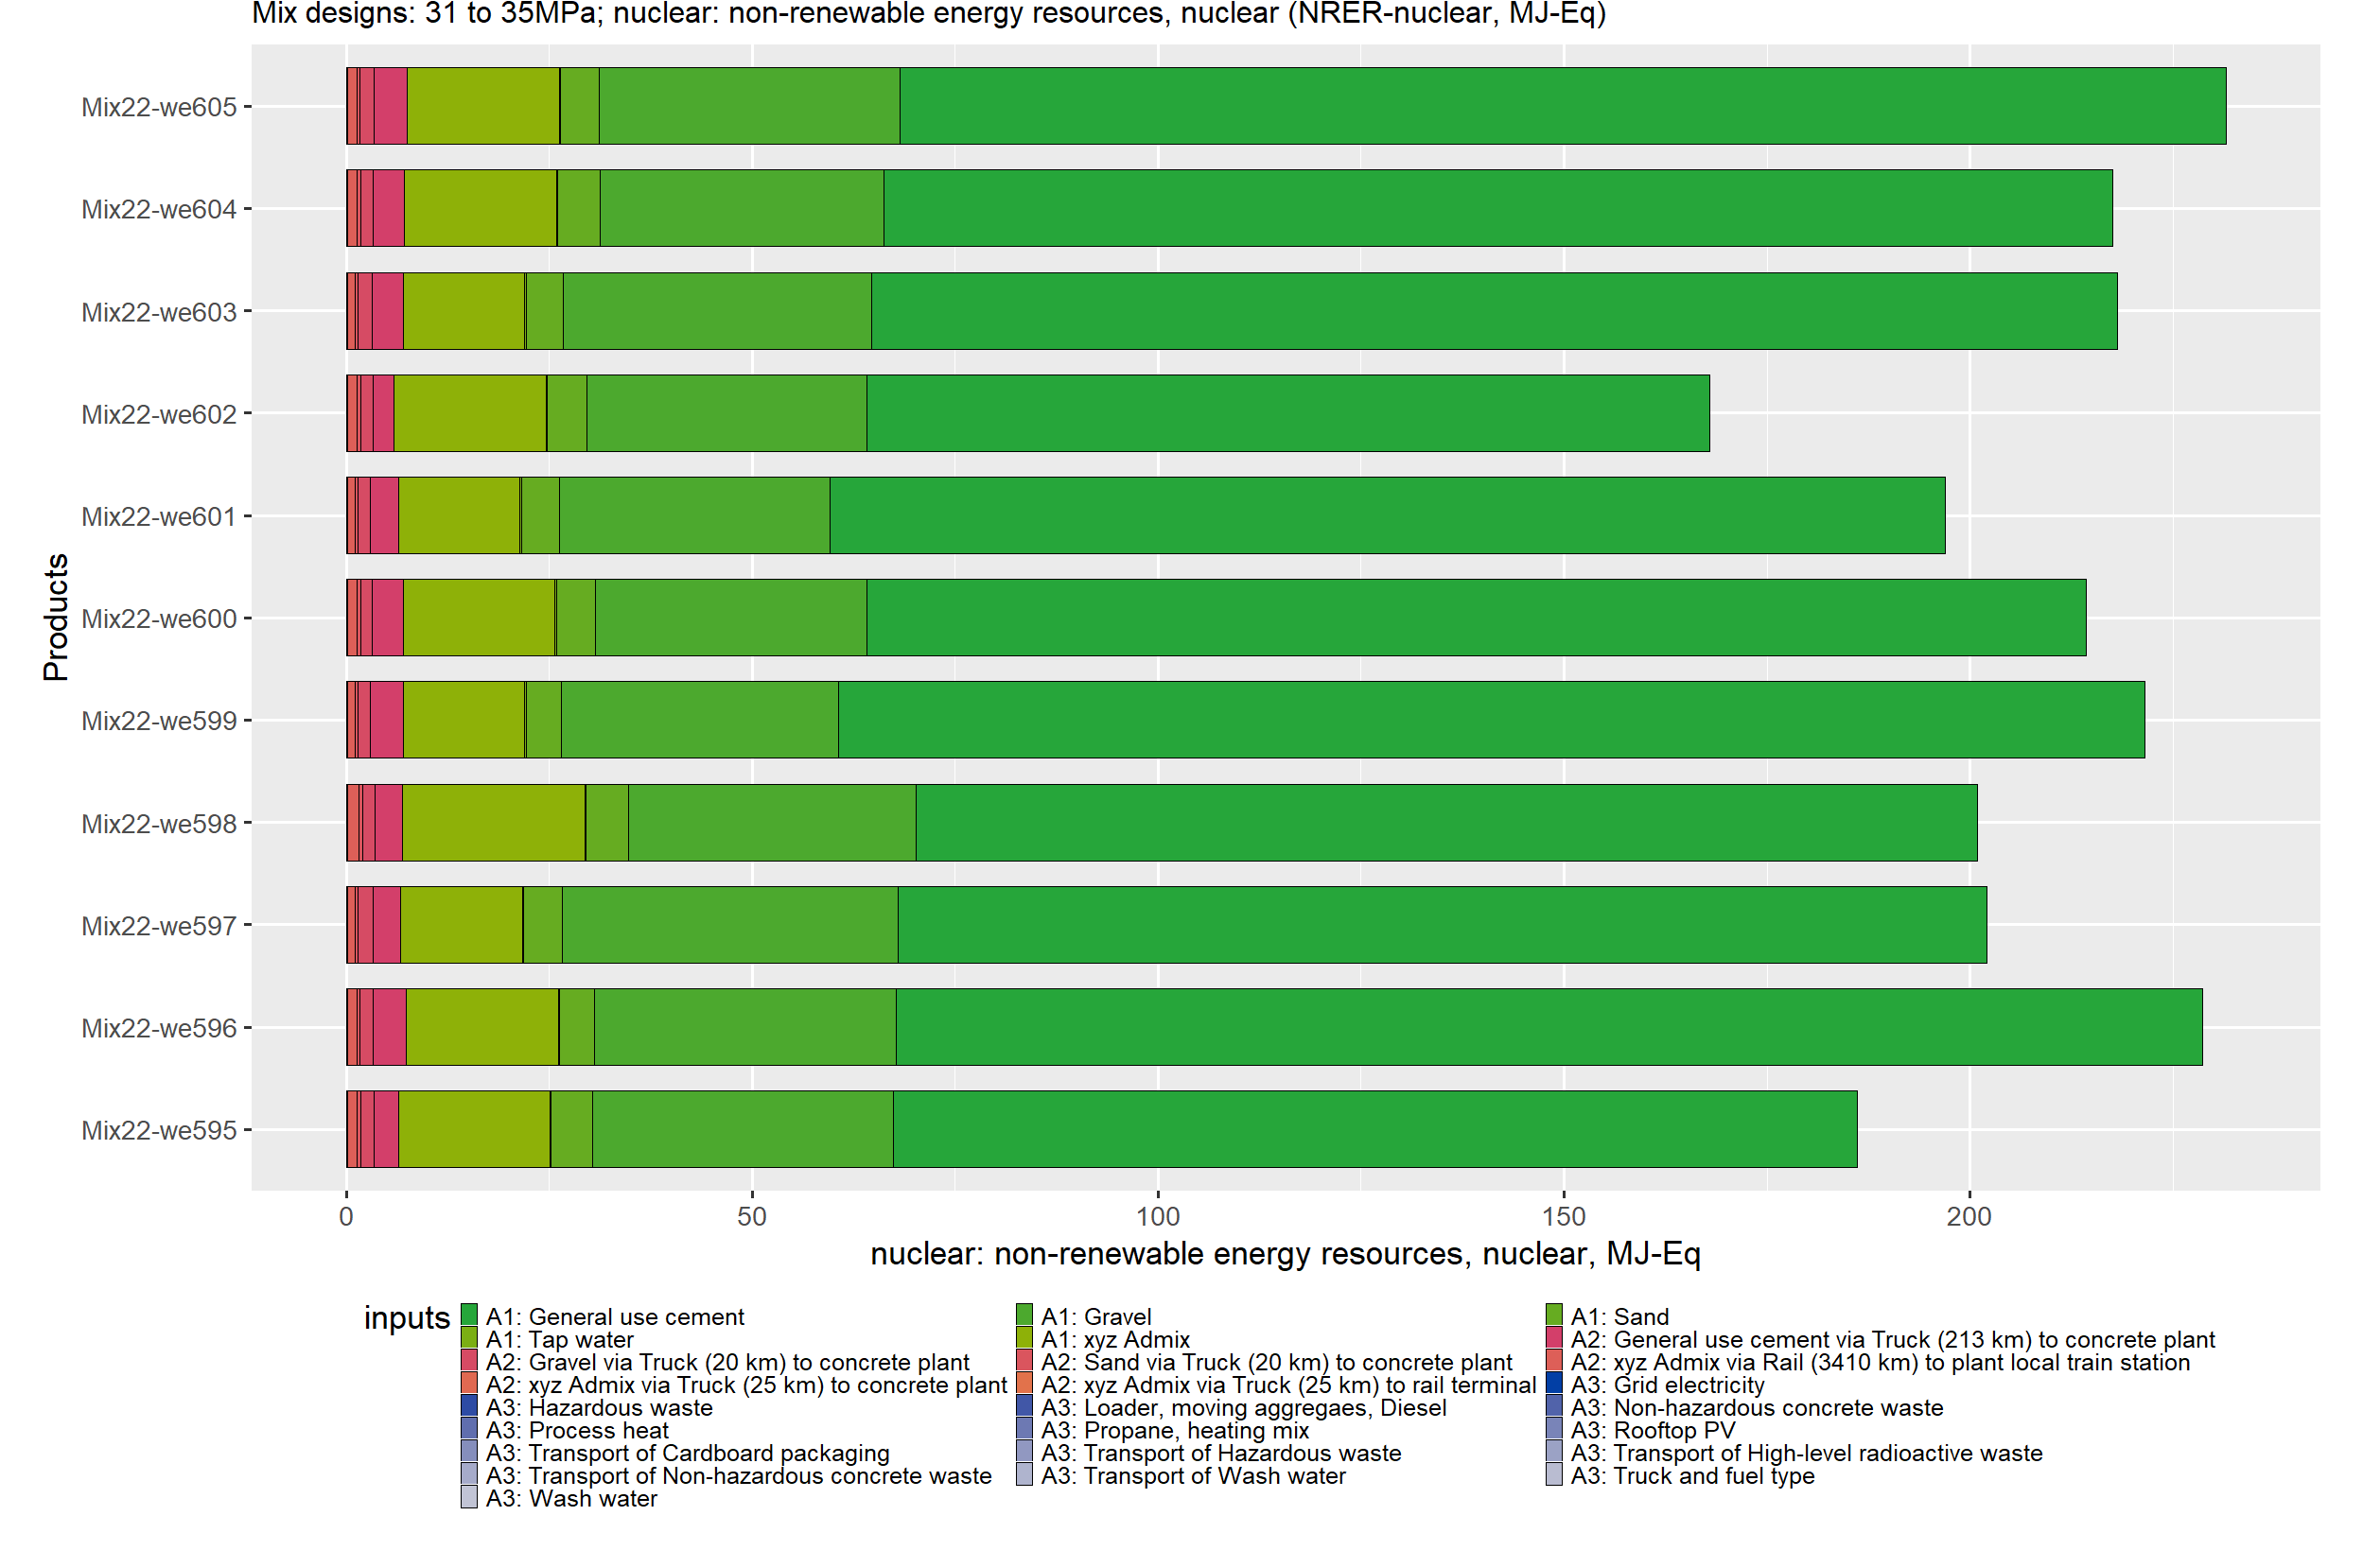 Mix designs: 31 to 35MPa; nuclear: non-renewable energy resources, nuclear (NRER-nuclear, MJ-Eq)
Products
Mix22-we605
Mix22-we604
Mix22-we603
Mix22-we602
Mix22-we601
Mix22-we600
Mix22-we599
Mix22-we598
Mix22-we597
Mix22-we596
Mix22-we595
0 50 100 150 200
nuclear: non-renewable energy resources, nuclear, MJ-Eq
inputs
A1: General use cement A1: Gravel A1: Sand
A1: Tap water A1: xyz Admix A2: General use cement via Truck (213 km) to concrete plant
A2: Gravel via Truck (20 km) to concrete plant A2: Sand via Truck (20 km) to concrete plant A2: xyz Admix via Rail (3410 km) to plant local train station
A2: xyz Admix via Truck (25 km) to concrete plant A2: xyz Admix via Truck (25 km) to rail terminal A3: Grid electricity
A3: Hazardous waste A3: Loader, moving aggregaes, Diesel A3: Non-hazardous concrete waste
A3: Process heat A3: Propane, heating mix A3: Rooftop PV
A3: Transport of Cardboard packaging A3: Transport of Hazardous waste A3: Transport of High-level radioactive waste
A3: Transport of Non-hazardous concrete waste A3: Transport of Wash water A3: Truck and fuel type
A3: Wash water